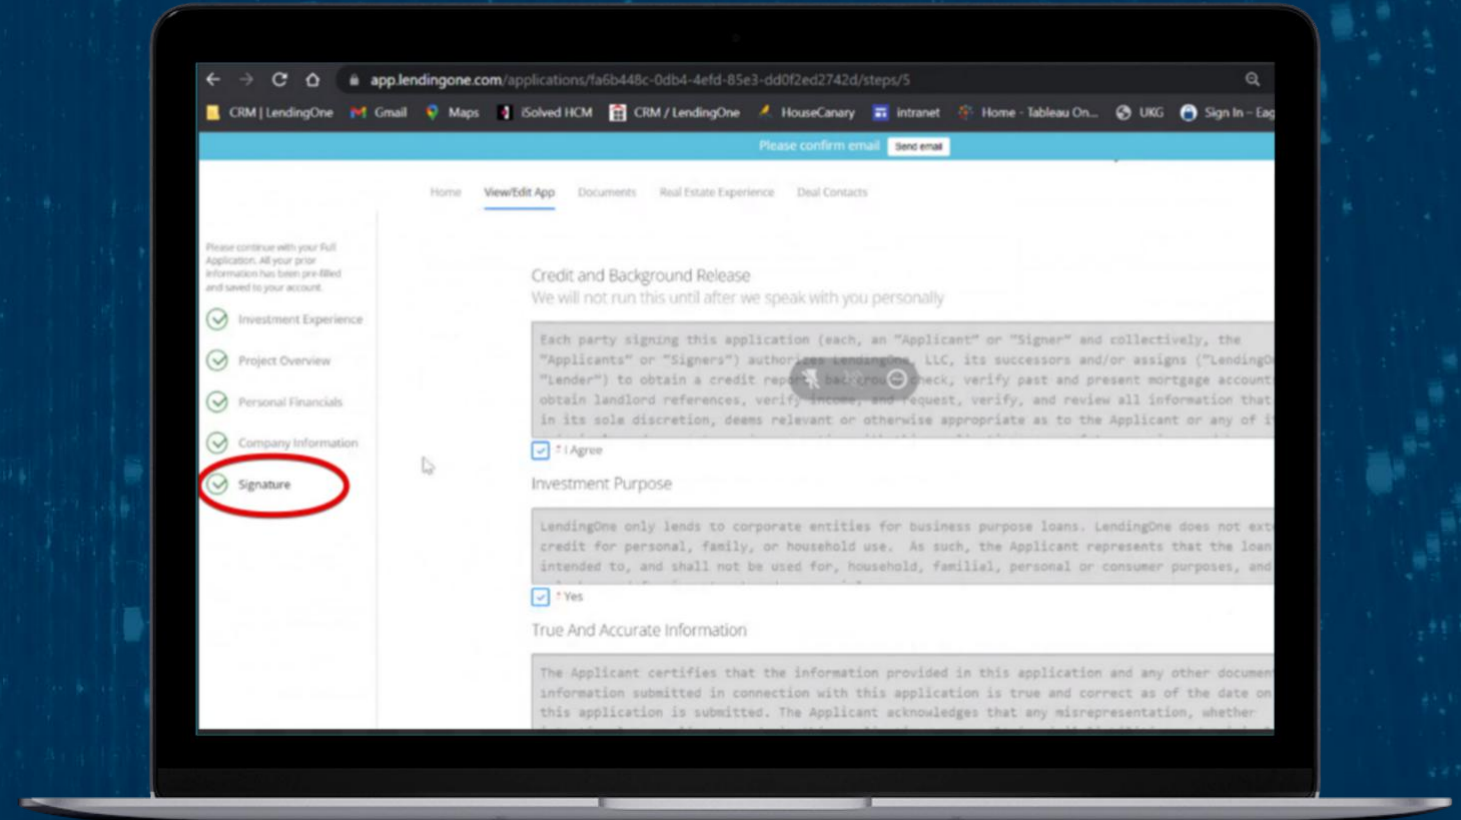 app.lendingone.com/applications/fa6b448c-0db4-4efd-85e3-dd0f2ed2742d/steps/5
CRM | LendingOne Gmail Maps iSolved HCM CRM / LendingOne HouseCanary intranet Home - Tableau On... UKG Sign In – Eag
Please confirm email Send email
Home View/Edit App Documents Real Estate Experience Deal Contacts
Please continue with your Full
Application. All your prior
information has been pre-filled
and saved to your account.
Investment Experience
Project Overview
Personal Financials
Company Information
Signature
Credit and Background Release
We will not run this until after we speak with you personally
Each party signing this application (each, an "Applicant" or "Signer" and collectively, the
"Applicants" or "Signers") authorizes LendingOne, LLC, its successors and/or assigns ("LendingO
"Lender") to obtain a credit report, background check, verify past and present mortgage account
obtain landlord references, verify income, and request, verify, and review all information that
in its sole discretion, deems relevant or otherwise appropriate as to the Applicant or any of i
* I Agree
Investment Purpose
LendingOne only lends to corporate entities for business purpose loans. LendingOne does not ext
credit for personal, family, or household use. As such, the Applicant represents that the loan
intended to, and shall not be used for, household, familial, personal or consumer purposes, and
* Yes
True And Accurate Information
The Applicant certifies that the information provided in this application and any other documen
information submitted in connection with this application is true and correct as of the date on
this application is submitted. The Applicant acknowledges that any misrepresentation, whether